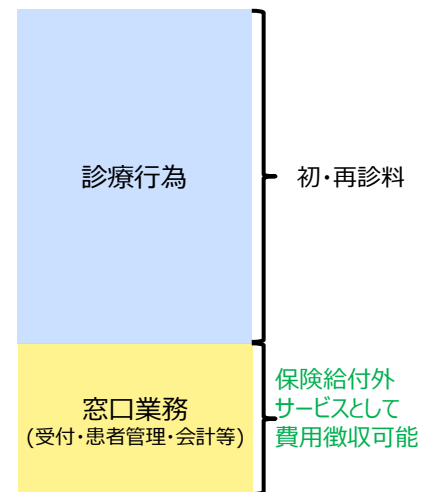 診療行為
初・再診料
窓口業務
(受付・患者管理・会計等)
保険給付外
サービスとして
費用徴収可能